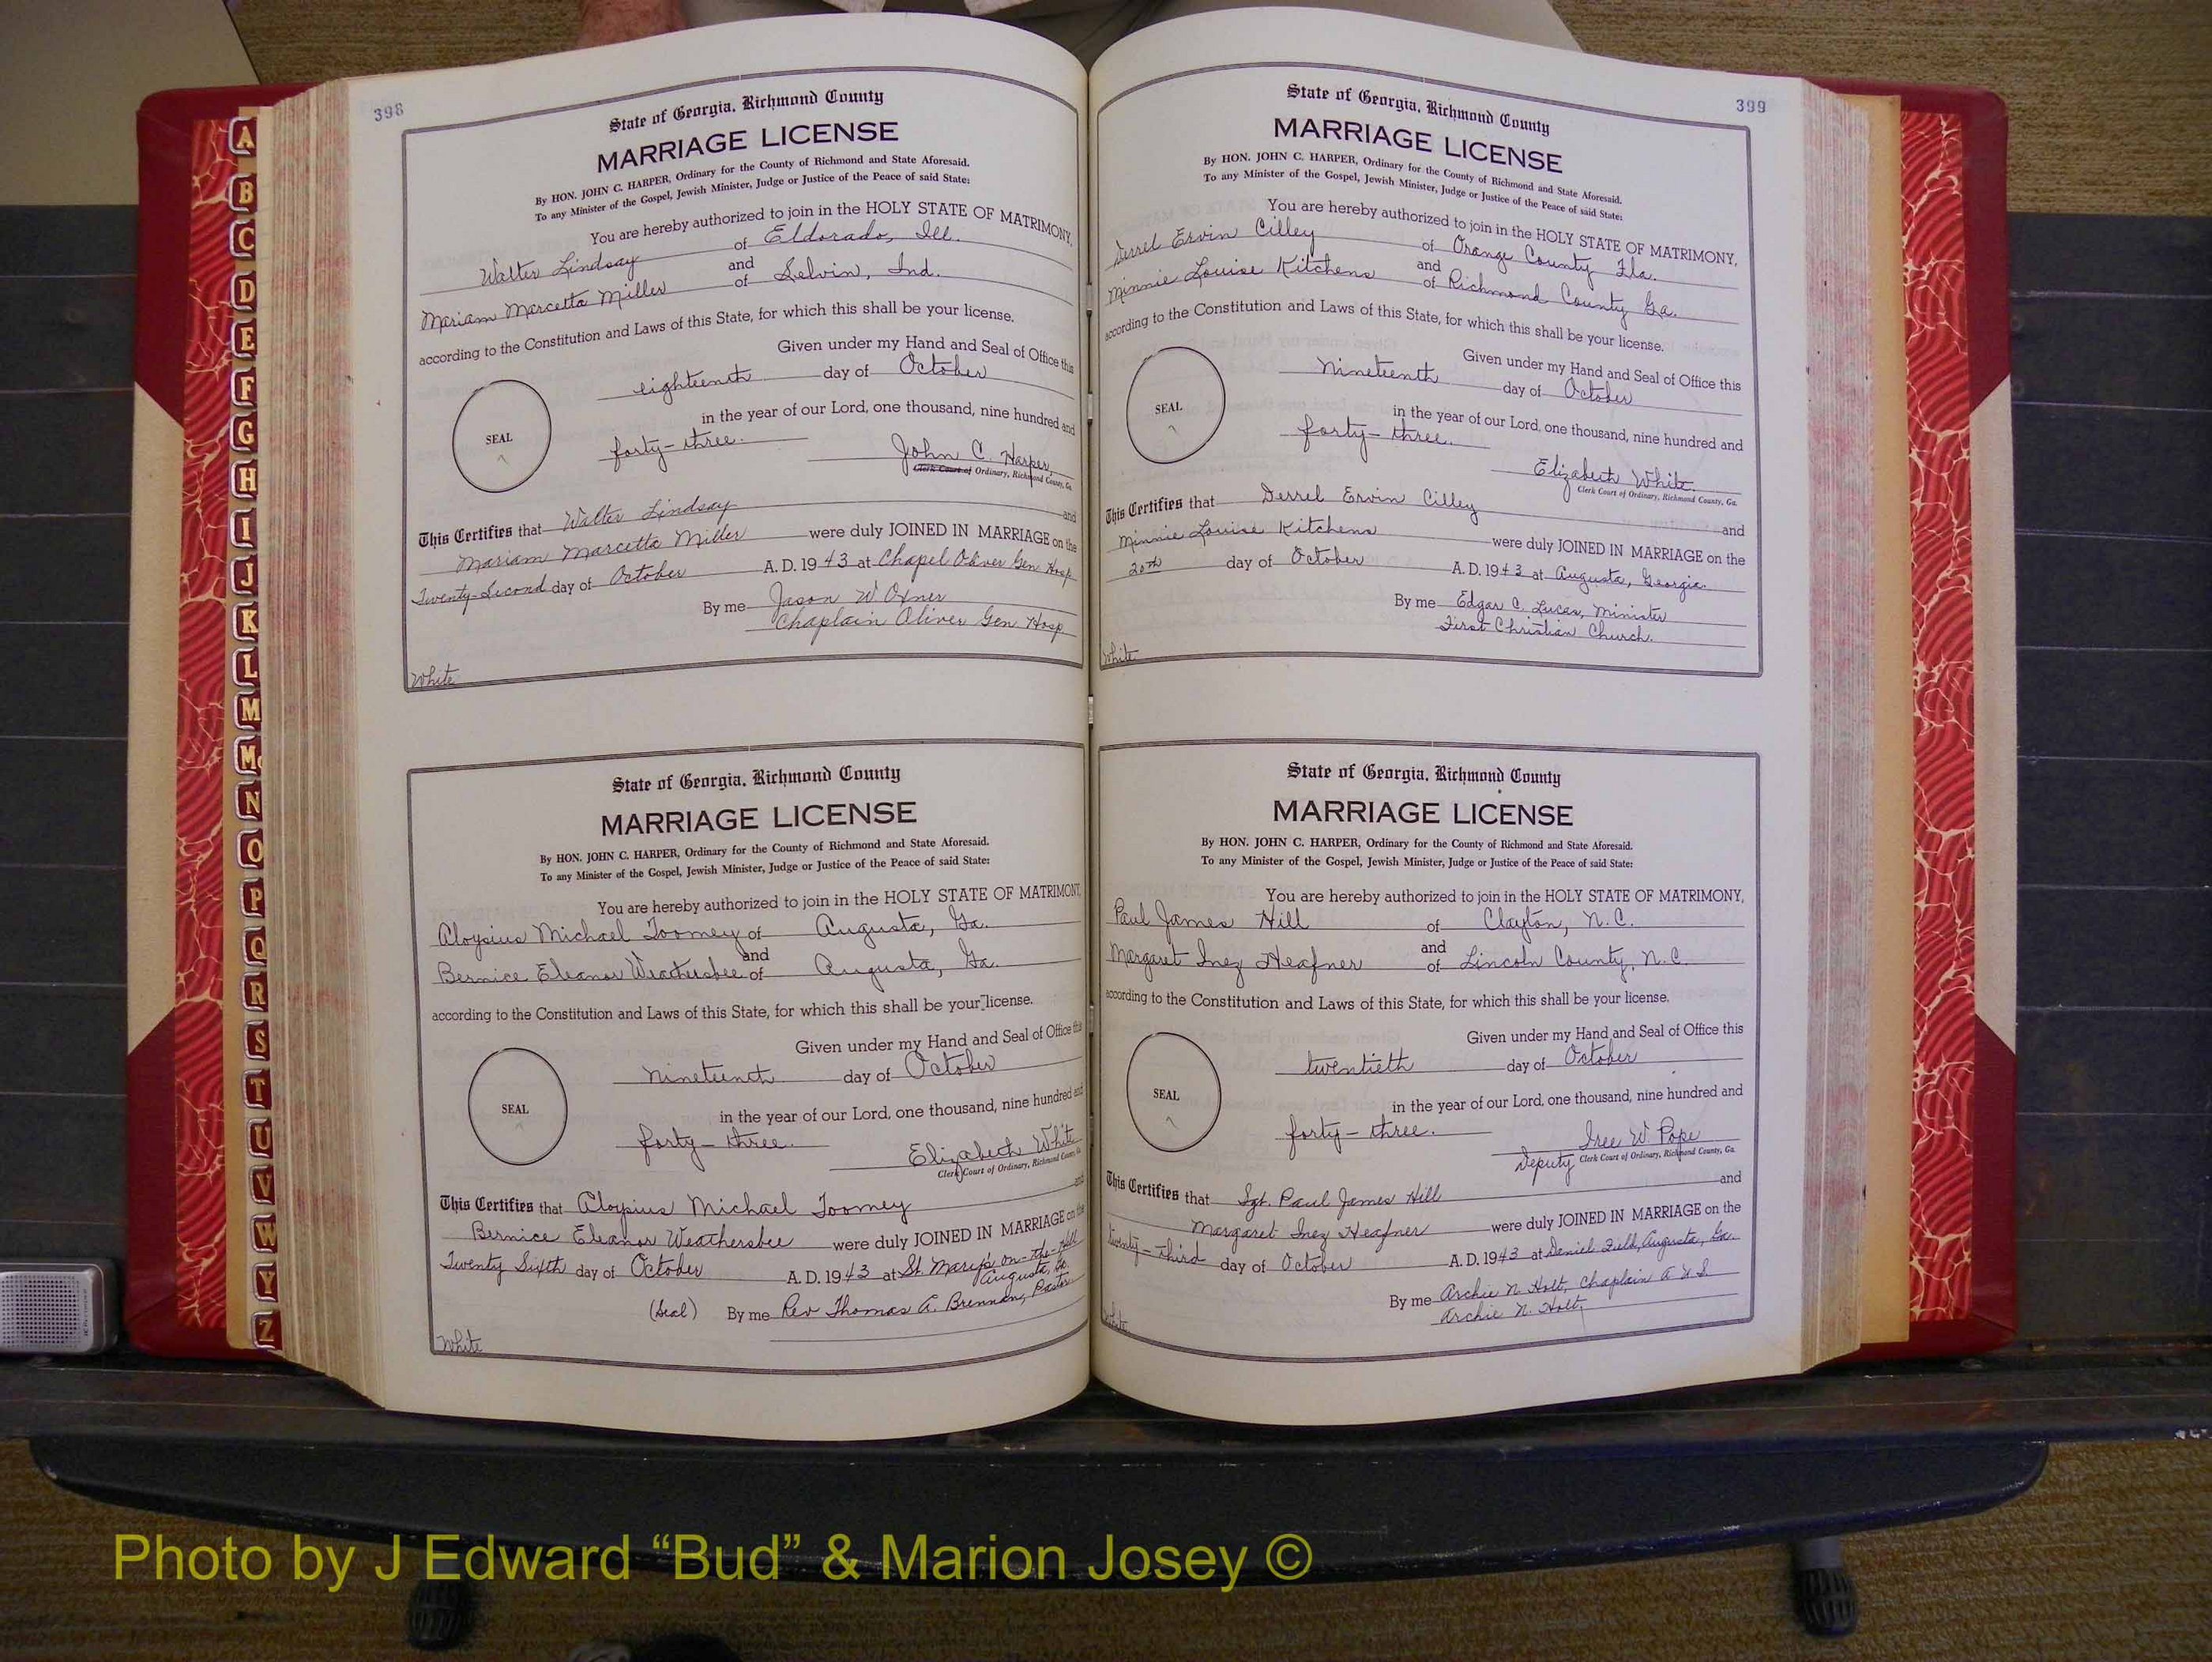 398
State of Georgia, Richmond County
MARRIAGE LICENSE
By HON. JOHN C. HARPER, Ordinary for the County of Richmond and State Aforesaid.
To any Minister of the Gospel, Jewish Minister, Judge or Justice of the Peace of said State:
You are hereby authorized to join in the HOLY STATE OF MATRIMONY,
Walter Lindsay of Eldorado, Ill.
and
Mariam Marcetta Miller of Selvin, Ind.
according to the Constitution and Laws of this State, for which this shall be your license.
Given under my Hand and Seal of Office this
eighteenth day of October
in the year of our Lord, one thousand, nine hundred and
SEAL
forty-three.
John C. Harper,
Clerk Court of Ordinary, Richmond County, Ga.
This Certifies that Walter Lindsay and
Mariam Marcetta Miller were duly JOINED IN MARRIAGE on the
Twenty-Second day of October A. D. 1943 at Chapel Oliver Gen Hosp
By me Jason W Oxner
Chaplain Oliver Gen Hosp
White
State of Georgia, Richmond County
MARRIAGE LICENSE
By HON. JOHN C. HARPER, Ordinary for the County of Richmond and State Aforesaid.
To any Minister of the Gospel, Jewish Minister, Judge or Justice of the Peace of said State:
You are hereby authorized to join in the HOLY STATE OF MATRIMONY,
Aloysius Michael Toomey of Augusta, Ga.
and
Bernice Eleanor Weathersbee of Augusta, Ga.
according to the Constitution and Laws of this State, for which this shall be your license.
Given under my Hand and Seal of Office this
nineteenth day of October
in the year of our Lord, one thousand, nine hundred and
SEAL
forty-three.
Elizabeth White
Clerk Court of Ordinary, Richmond County, Ga
This Certifies that Aloysius Michael Toomey and
Bernice Eleanor Weathersbee were duly JOINED IN MARRIAGE on the
Twenty Sixth day of October A. D. 1943 at St Mary's on-the-Hill
Augusta, Ga.
(Seal) By me Rev Thomas A. Brennan, Pastor
White
399
State of Georgia, Richmond County
MARRIAGE LICENSE
By HON. JOHN C. HARPER, Ordinary for the County of Richmond and State Aforesaid.
To any Minister of the Gospel, Jewish Minister, Judge or Justice of the Peace of said State:
You are hereby authorized to join in the HOLY STATE OF MATRIMONY,
Derrel Ervin Cilley of Orange County Fla.
and
Minnie Louise Kitchens of Richmond County Ga.
according to the Constitution and Laws of this State, for which this shall be your license.
Given under my Hand and Seal of Office this
nineteenth day of October
in the year of our Lord, one thousand, nine hundred and
SEAL
forty-three.
Elizabeth White.
Clerk Court of Ordinary, Richmond County, Ga.
This Certifies that Derrel Ervin Cilley and
Minnie Louise Kitchens were duly JOINED IN MARRIAGE on the
20th day of October A. D. 1943 at Augusta, Georgia.
By me Edgar C. Lucas, Minister
First Christian Church.
White
State of Georgia, Richmond County
MARRIAGE LICENSE
By HON. JOHN C. HARPER, Ordinary for the County of Richmond and State Aforesaid.
To any Minister of the Gospel, Jewish Minister, Judge or Justice of the Peace of said State:
You are hereby authorized to join in the HOLY STATE OF MATRIMONY,
Paul James Hill of Clayton, N.C.
and
Margaret Inez Heafner of Lincoln County, N.C.
according to the Constitution and Laws of this State, for which this shall be your license.
Given under my Hand and Seal of Office this
twentieth day of October
in the year of our Lord, one thousand, nine hundred and
SEAL
forty-three.
Iree W. Pope
Deputy Clerk Court of Ordinary, Richmond County, Ga.
This Certifies that Sgt. Paul James Hill and
Margaret Inez Heafner were duly JOINED IN MARRIAGE on the
twenty-third day of October A. D. 1943 at Daniel Field, Augusta, Ga.
By me Archie N. Holt, Chaplain A U S
Archie N. Holt,
White
A
B
C
D
E
F
G
H
I
J
K
L
M
Mc
N
O
P
Q
R
S
T
U
V
W
Y
Z
Photo by J Edward “Bud” & Marion Josey ©